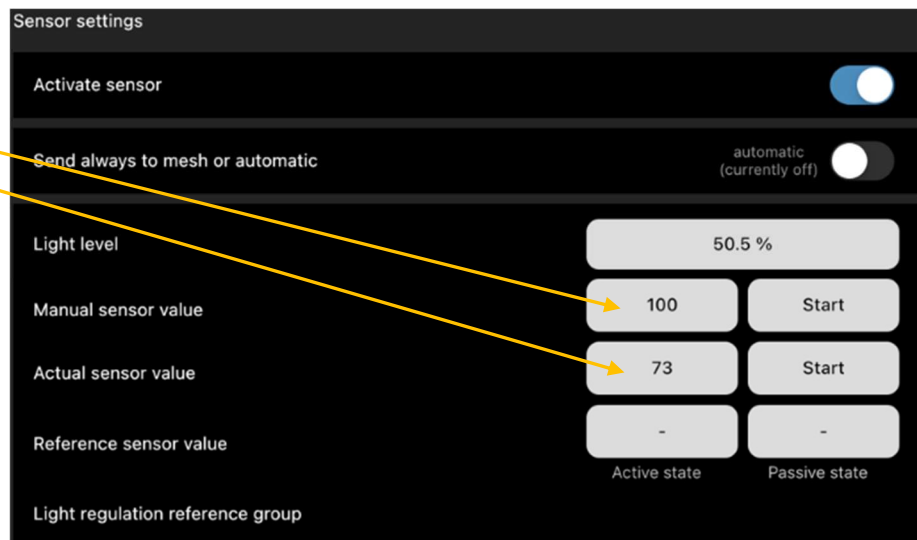 Sensor settings
Activate sensor
Send always to mesh or automatic
automatic
(currently off)
Light level
50.5 %
Manual sensor value
100
Start
Actual sensor value
73
Start
Reference sensor value
-
-
Active state
Passive state
Light regulation reference group